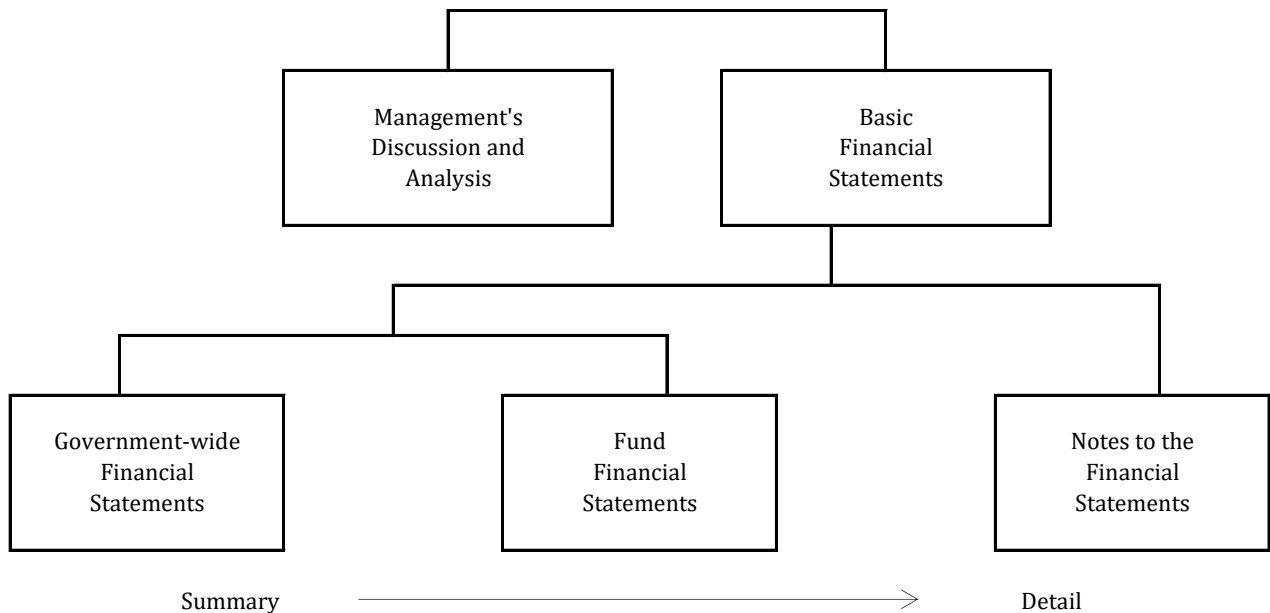 Management's
Discussion and
Analysis
Basic
Financial
Statements
Government-wide
Financial
Statements
Fund
Financial
Statements
Notes to the
Financial
Statements
Summary
Detail